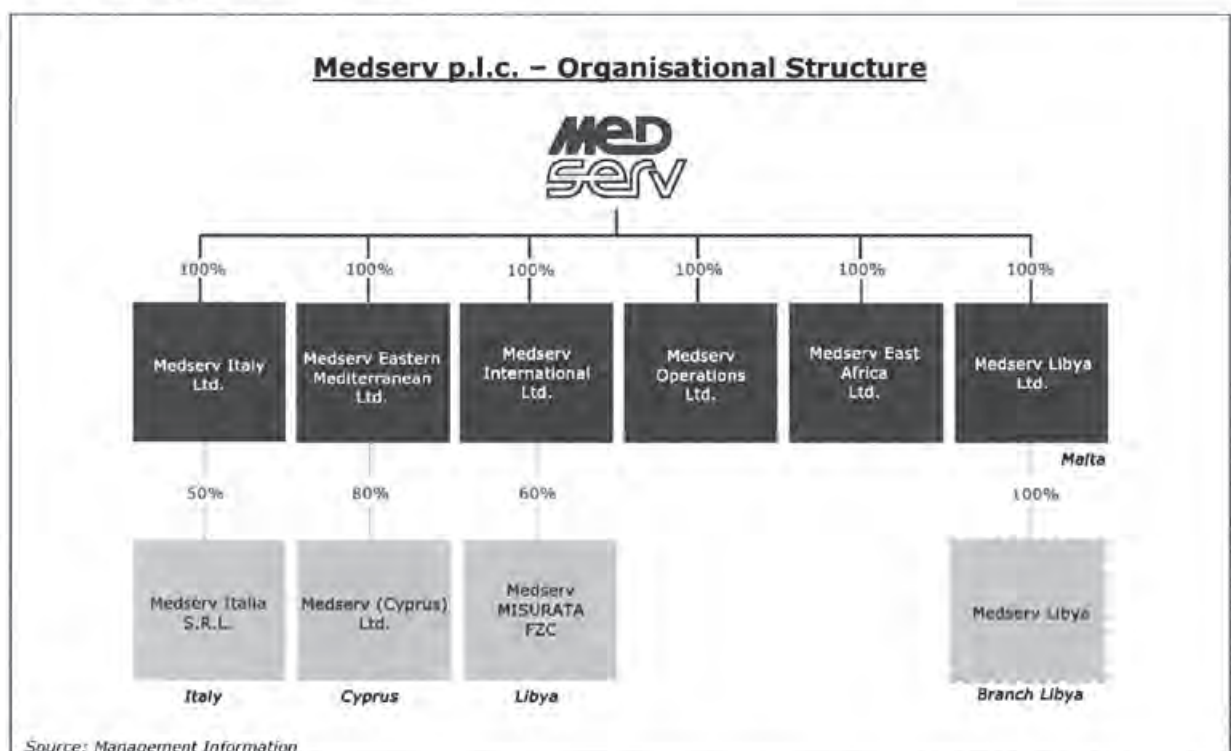 Medserv p.l.c. – Organisational Structure
MeD
serv
100% 100% 100% 100% 100% 100%
Medserv Italy
Ltd.
Medserv Eastern
Mediterranean
Ltd.
Medserv
International
Ltd.
Medserv
Operations
Ltd.
Medserv East
Africa
Ltd.
Medserv Libya
Ltd.
Malta
50% 80% 60% 100%
Medserv Italia
S.R.L.
Medserv (Cyprus)
Ltd.
Medserv
MISURATA
FZC
Medserv Libya
Italy
Cyprus
Libya
Branch Libya
Source: Management Information